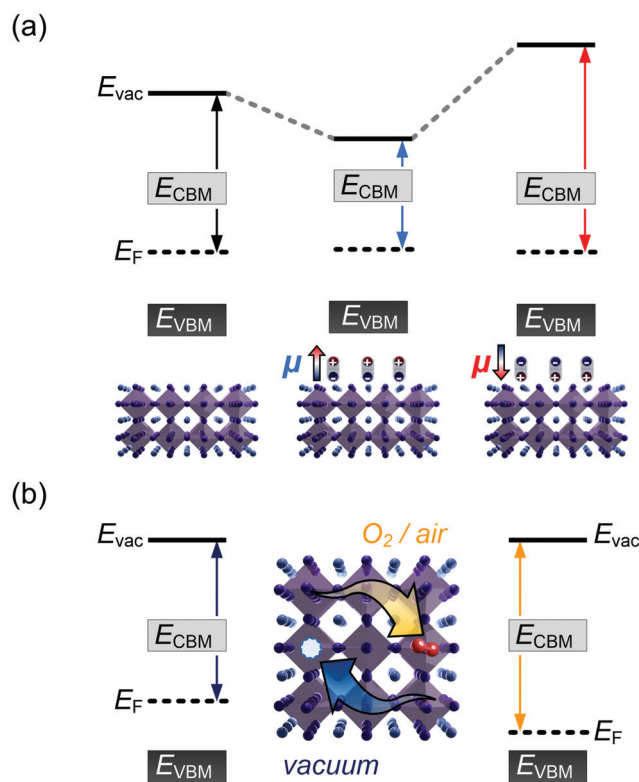 (a)
Evac
ECBM ECBM ECBM
EF
EVBM EVBM EVBM
μ + + + μ - - -
- - - + + +
(b)
Evac O2 / air Evac
ECBM ECBM
EF EF
EVBM vacuum EVBM